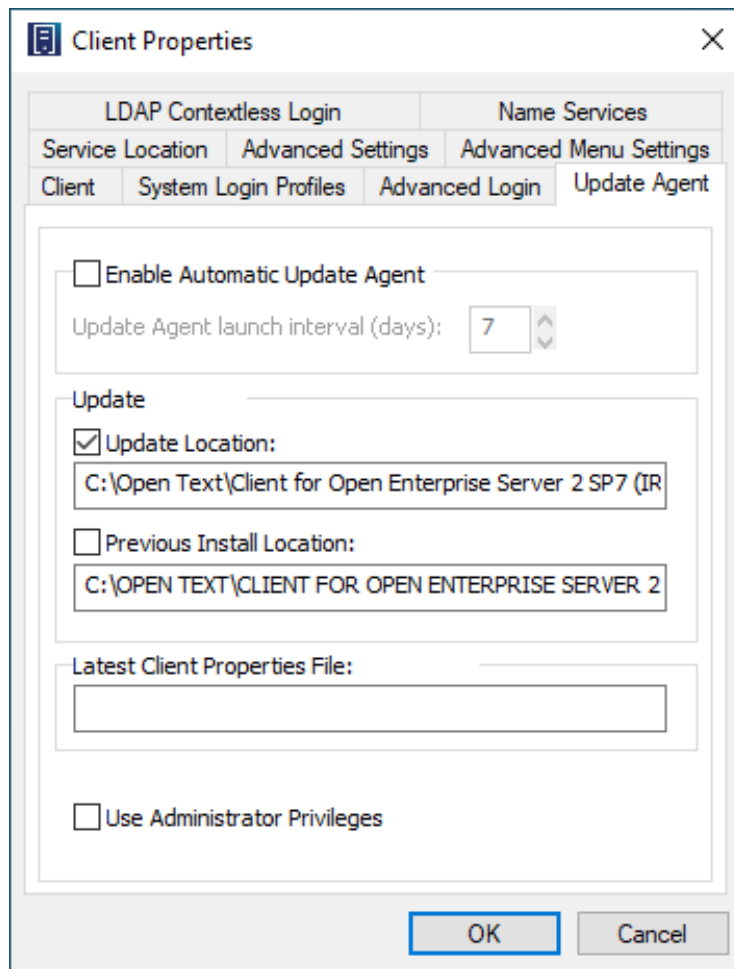 Client Properties
LDAP Contextless Login Name Services
Service Location Advanced Settings Advanced Menu Settings
Client System Login Profiles Advanced Login Update Agent
Enable Automatic Update Agent
Update Agent launch interval (days): 7
Update
Update Location:
C:\Open Text\Client for Open Enterprise Server 2 SP7 (IR
Previous Install Location:
C:\OPEN TEXT\CLIENT FOR OPEN ENTERPRISE SERVER 2
Latest Client Properties File:
Use Administrator Privileges
OK Cancel